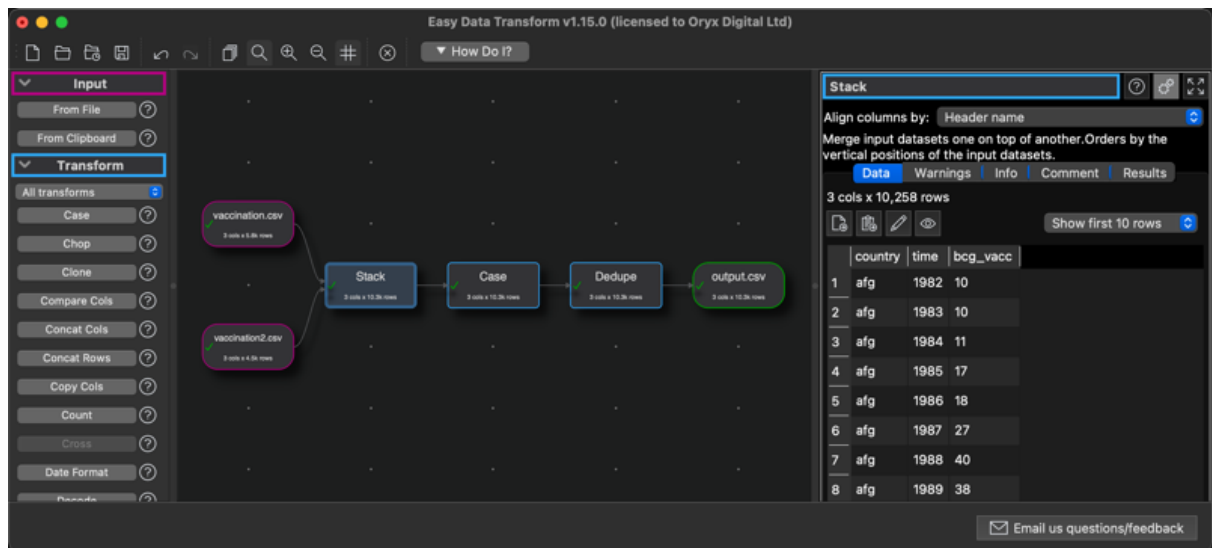 Easy Data Transform v1.15.0 (licensed to Oryx Digital Ltd)
How Do I?
Input
From File
From Clipboard
Transform
All transforms
Case
Chop
Clone
Compare Cols
Concat Cols
Concat Rows
Copy Cols
Count
Cross
Date Format
Decode
vaccination.csv
3 cols x 5.8k rows
vaccination2.csv
3 cols x 4.5k rows
Stack
3 cols x 10.3k rows
Case
3 cols x 10.3k rows
Dedupe
3 cols x 10.3k rows
output.csv
3 cols x 10.3k rows
Stack
Align columns by: Header name
Merge input datasets one on top of another.Orders by the
vertical positions of the input datasets.
Data Warnings Info Comment Results
3 cols x 10,258 rows
Show first 10 rows
country time bcg_vacc
1 afg 1982 10
2 afg 1983 10
3 afg 1984 11
4 afg 1985 17
5 afg 1986 18
6 afg 1987 27
7 afg 1988 40
8 afg 1989 38
Email us questions/feedback